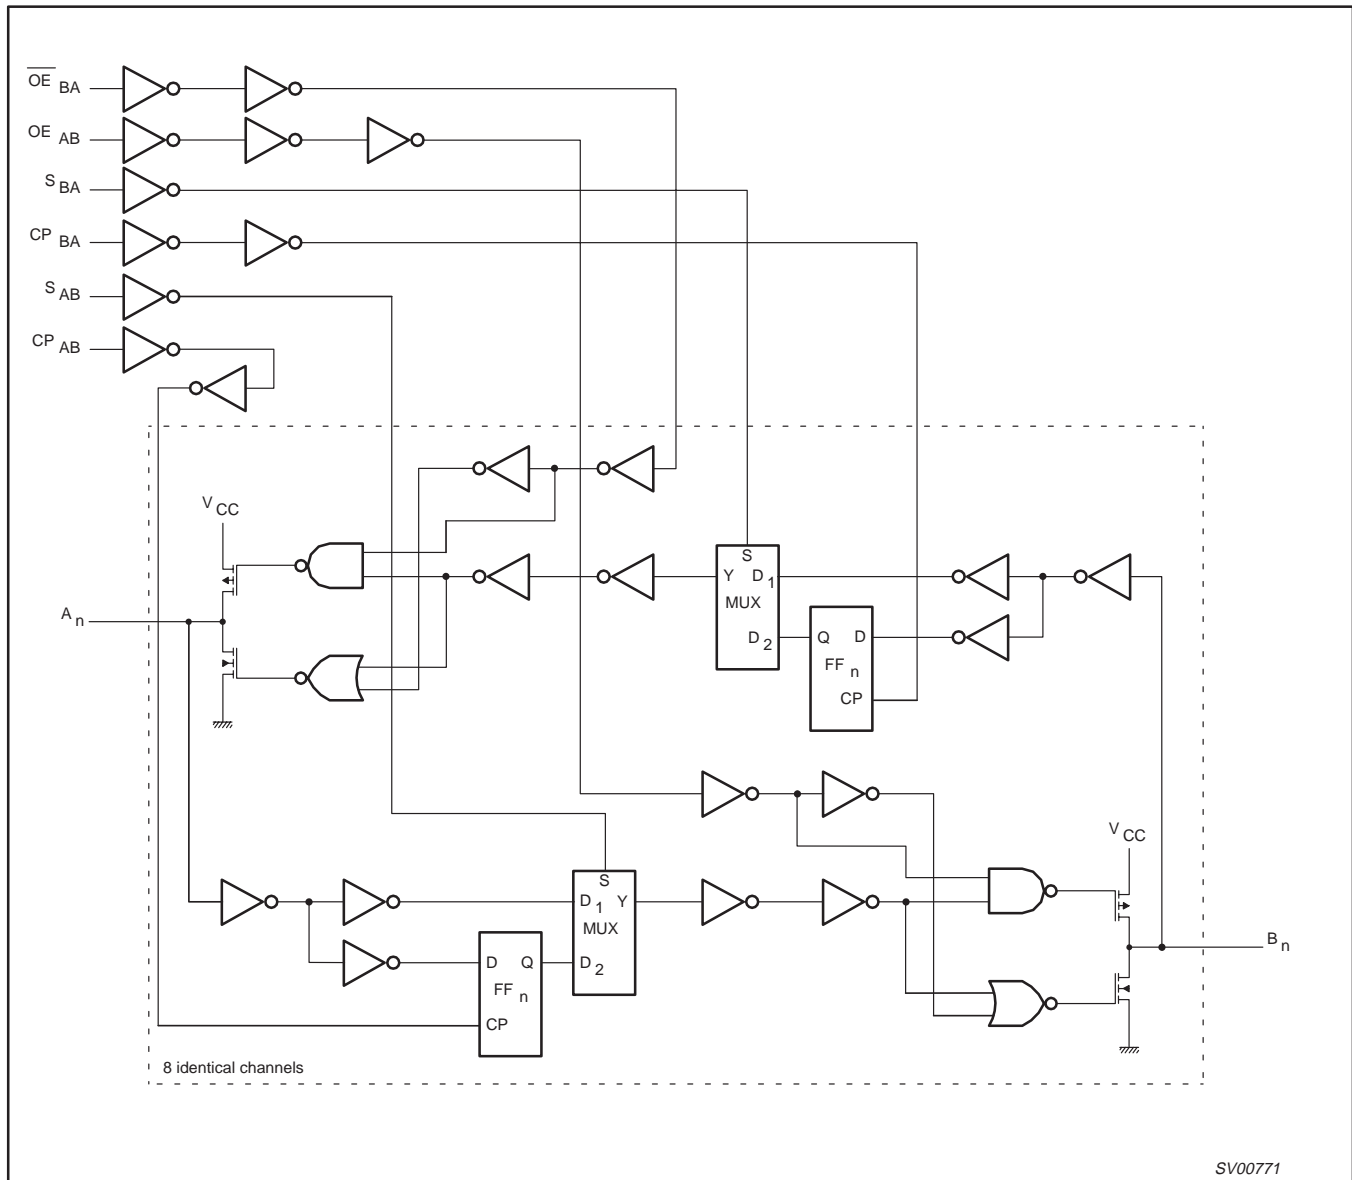 OE BA
OE AB
S BA
CP BA
S AB
CP AB
V CC
S
Y D 1
MUX
D 2
Q D
FF n
CP
A n
V CC
S
D 1 Y
MUX
D 2
D Q
FF n
CP
B n
8 identical channels
SV00771